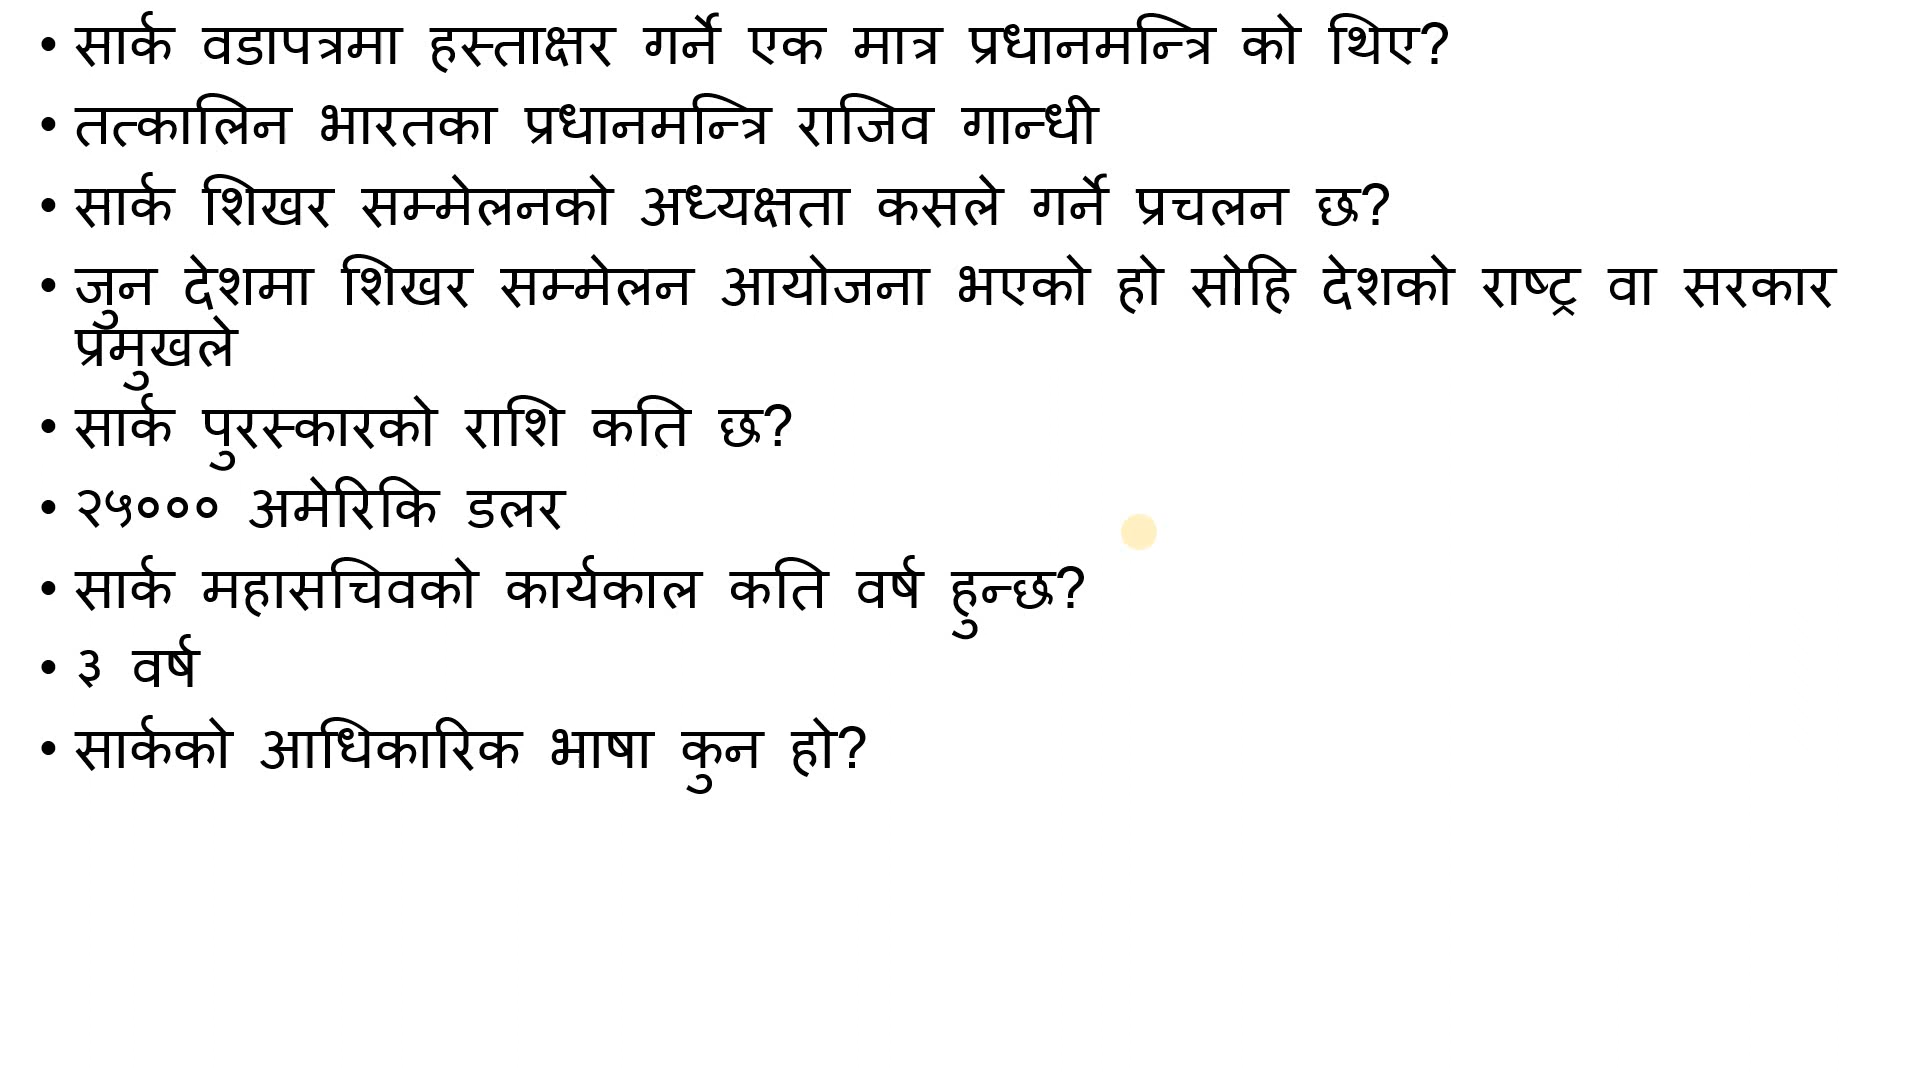 • सार्क वडापत्रमा हस्ताक्षर गर्ने एक मात्र प्रधानमन्त्रि को थिए?
• तत्कालिन भारतका प्रधानमन्त्रि राजिव गान्धी
• सार्क शिखर सम्मेलनको अध्यक्षता कसले गर्ने प्रचलन छ?
• जुन देशमा शिखर सम्मेलन आयोजना भएको हो सोहि देशको राष्ट्र वा सरकार
प्रमुखले
• सार्क पुरस्कारको राशि कति छ?
• २५००० अमेरिकि डलर
• सार्क महासचिवको कार्यकाल कति वर्ष हुन्छ?
• ३ वर्ष
• सार्कको आधिकारिक भाषा कुन हो?